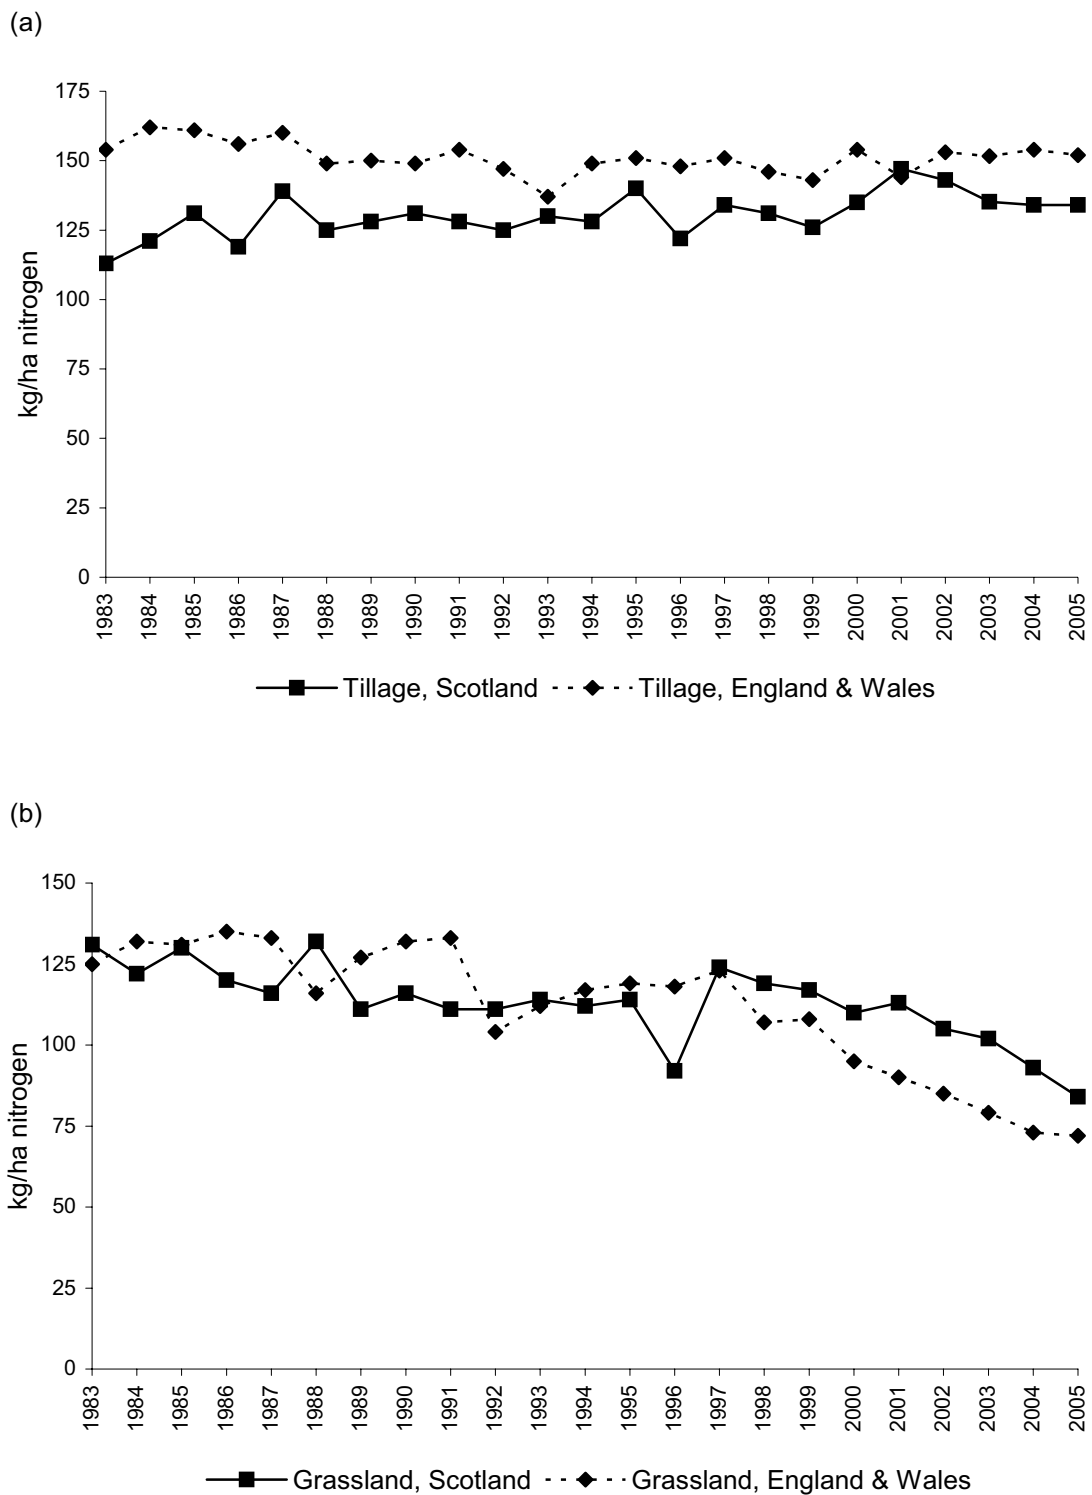 (a)
175
150
125
100
75
50
25
0
kg/ha nitrogen
1983 1984 1985 1986 1987 1988 1989 1990 1991 1992 1993 1994 1995 1996 1997 1998 1999 2000 2001 2002 2003 2004 2005
Tillage, Scotland Tillage, England & Wales
(b)
150
125
100
75
50
25
0
kg/ha nitrogen
1983 1984 1985 1986 1987 1988 1989 1990 1991 1992 1993 1994 1995 1996 1997 1998 1999 2000 2001 2002 2003 2004 2005
Grassland, Scotland Grassland, England & Wales